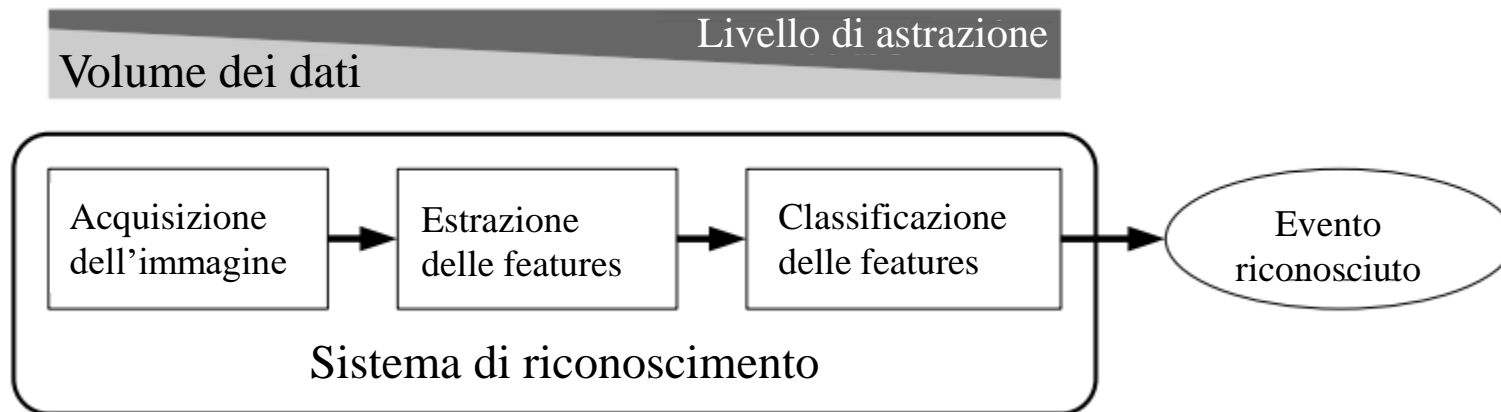 Livello di astrazione
Volume dei dati
Acquisizione
dell’immagine
Estrazione
delle features
Classificazione
delle features
Evento
riconosciuto
Sistema di riconoscimento